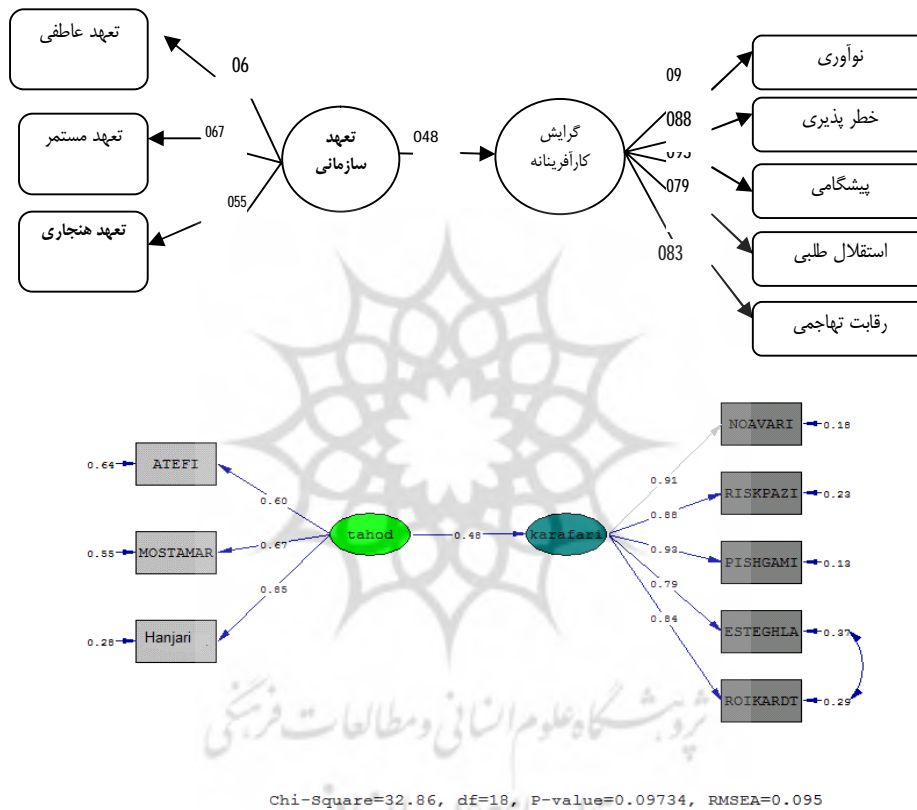 تعهد عاطفی
تعهد مستمر
تعهد هنجاری
06
067
055
تعهد
سازمانی
048
گرایش
کارآفرینانه
09
088
079
083
نوآوری
خطر پذیری
پیشگامی
استقلال طلبی
رقابت تهاجمی
0.64
ATEFI
0.55
MOSTAMAR
0.28
Hanjari
0.60
0.67
0.85
tahod
0.48
karafari
0.91
0.88
0.93
0.79
0.84
NOAVARI
0.18
RISKPAZI
0.23
PISHGAMI
0.13
ESTEGHLA
0.37
ROIKARDT
0.29
پژوهشگاه علوم انسانی و مطالعات فرهنگی
Chi-Square=32.86, df=18, P-value=0.09734, RMSEA=0.095